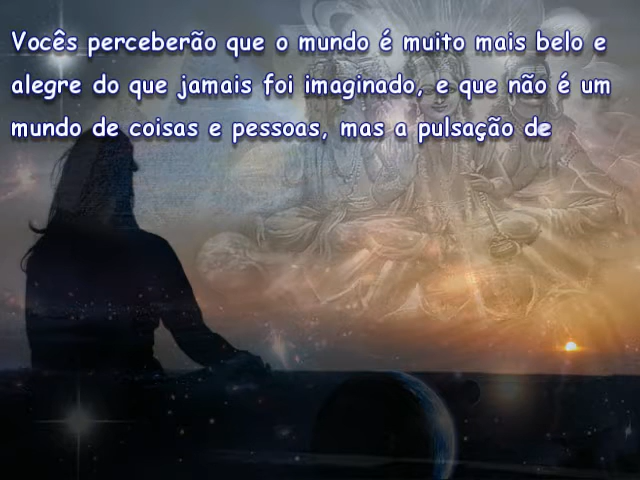 Vocês perceberão que o mundo é muito mais belo e
alegre do que jamais foi imaginado, e que não é um
mundo de coisas e pessoas, mas a pulsação de